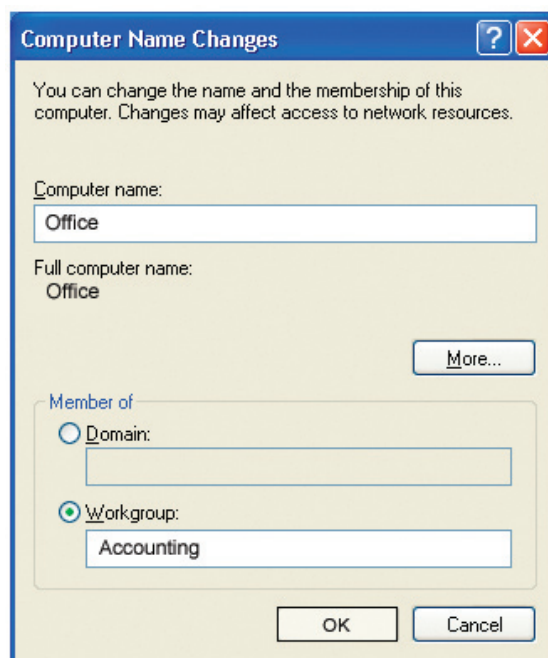 Computer Name Changes
?
You can change the name and the membership of this
computer. Changes may affect access to network resources.
Computer name:
Office
Full computer name:
Office
More...
Member of
Domain:
Workgroup:
Accounting
OK
Cancel